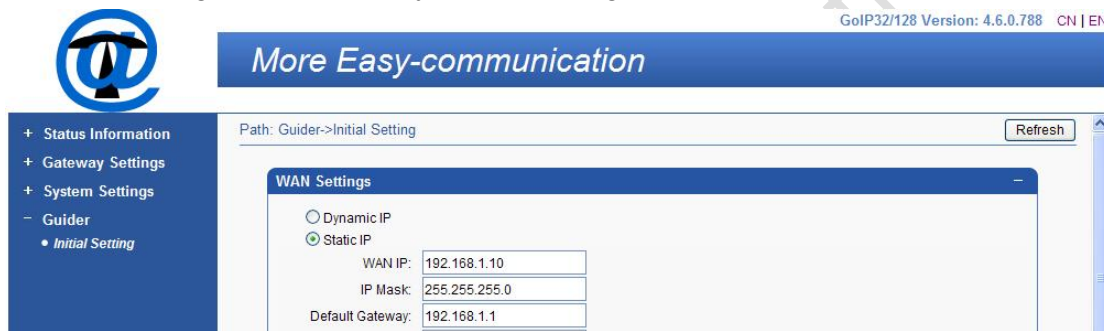 GoIP32/128 Version: 4.6.0.788 CN | EN
More Easy-communication
+ Status Information
+ Gateway Settings
+ System Settings
− Guider
• Initial Setting
Path: Guider->Initial Setting
Refresh
WAN Settings −
Dynamic IP
Static IP
WAN IP: 192.168.1.10
IP Mask: 255.255.255.0
Default Gateway: 192.168.1.1